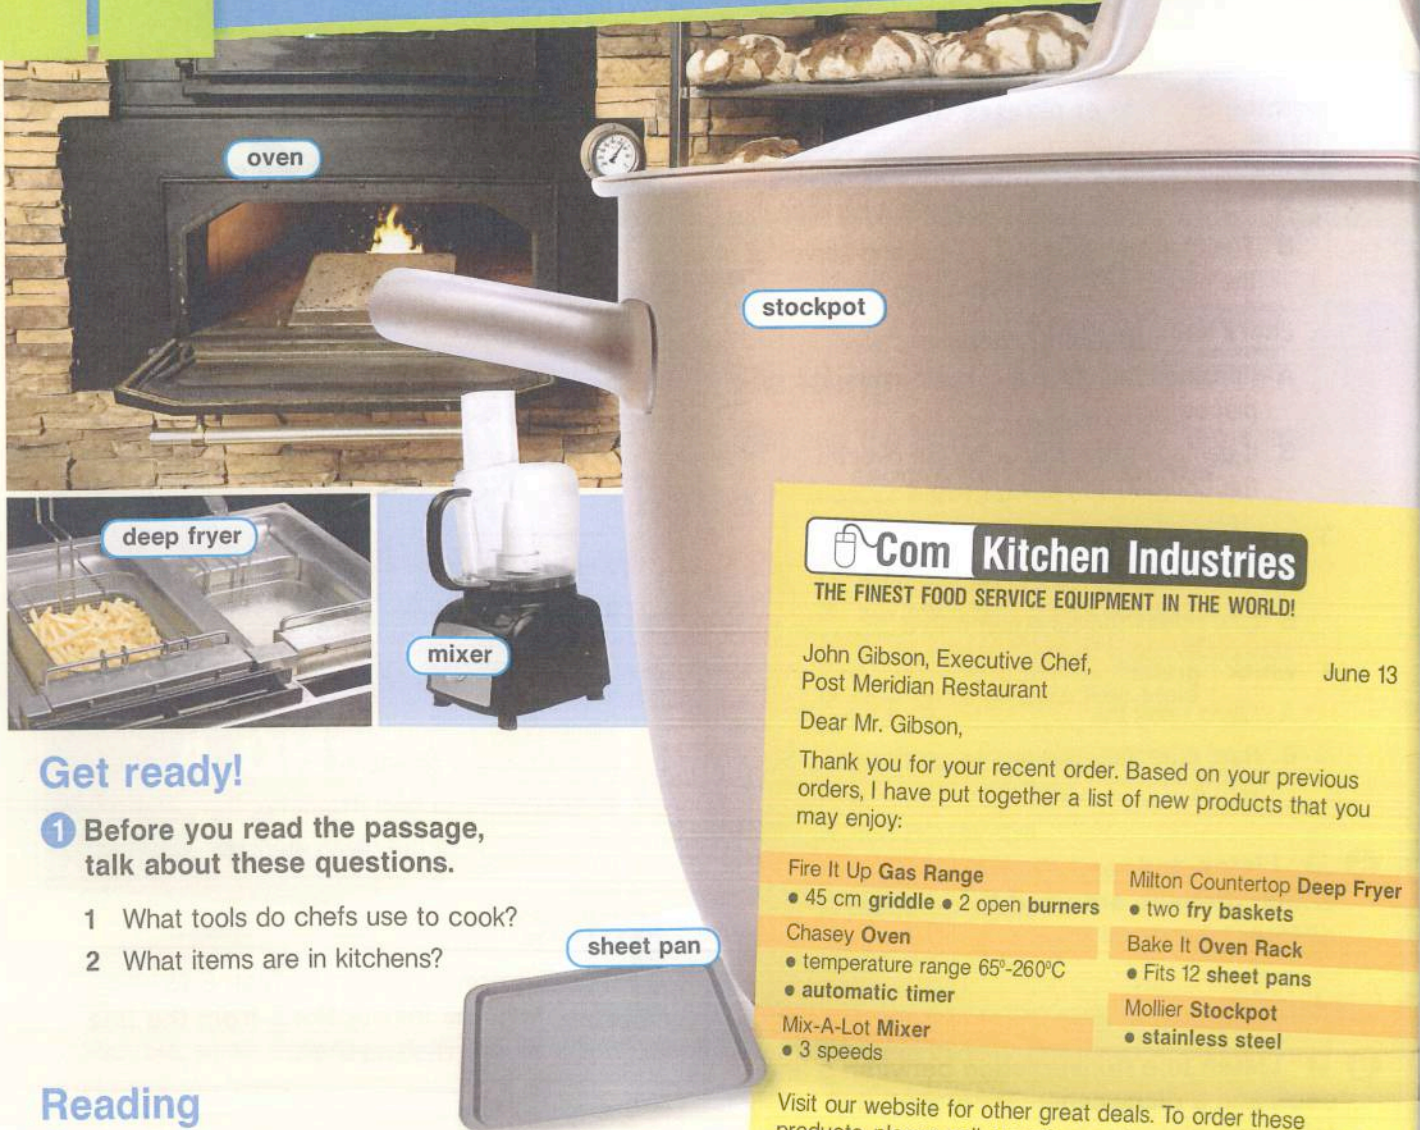 oven
stockpot
deep fryer
mixer
sheet pan
Get ready!
1 Before you read the passage,
talk about these questions.
1 What tools do chefs use to cook?
2 What items are in kitchens?
Reading
Com Kitchen Industries
THE FINEST FOOD SERVICE EQUIPMENT IN THE WORLD!
John Gibson, Executive Chef,
Post Meridian Restaurant
June 13
Dear Mr. Gibson,
Thank you for your recent order. Based on your previous
orders, I have put together a list of new products that you
may enjoy:
Fire It Up Gas Range
• 45 cm griddle • 2 open burners
Chasey Oven
• temperature range 65º-260ºC
• automatic timer
Mix-A-Lot Mixer
• 3 speeds
Milton Countertop Deep Fryer
• two fry baskets
Bake It Oven Rack
• Fits 12 sheet pans
Mollier Stockpot
• stainless steel
Visit our website for other great deals. To order these